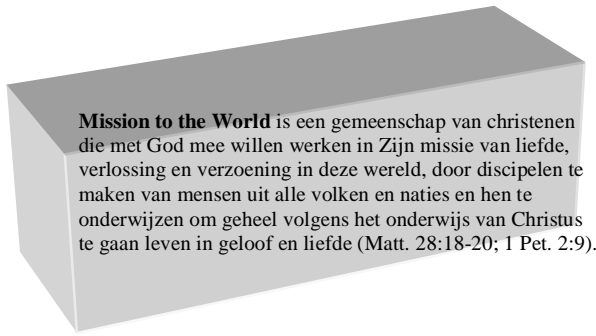 Mission to the World is een gemeenschap van christenen
die met God mee willen werken in Zijn missie van liefde,
verlossing en verzoening in deze wereld, door discipelen te
maken van mensen uit alle volken en naties en hen te
onderwijzen om geheel volgens het onderwijs van Christus
te gaan leven in geloof en liefde (Matt. 28:18-20; 1 Pet. 2:9).